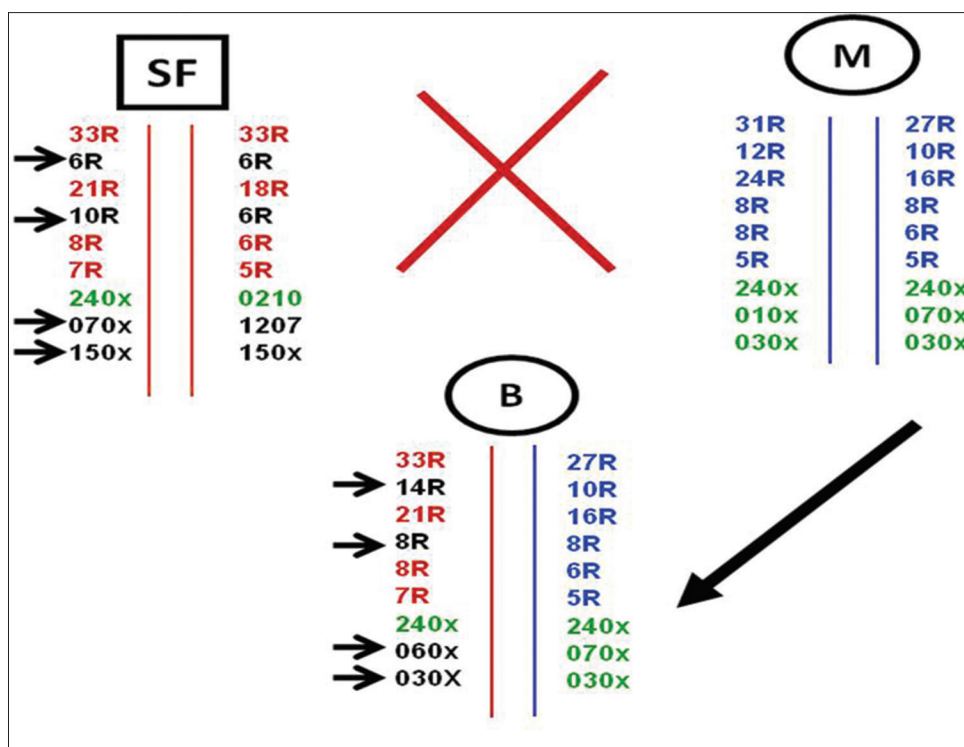 SF
33R 33R
6R 6R
21R 18R
10R 6R
8R 6R
7R 5R
240x 0210
070x 1207
150x 150x
M
31R 27R
12R 10R
24R 16R
8R 8R
8R 6R
5R 5R
240x 240x
010x 070x
030x 030x
B
33R 27R
14R 10R
21R 16R
8R 8R
8R 6R
7R 5R
240x 240x
060x 070x
030X 030x